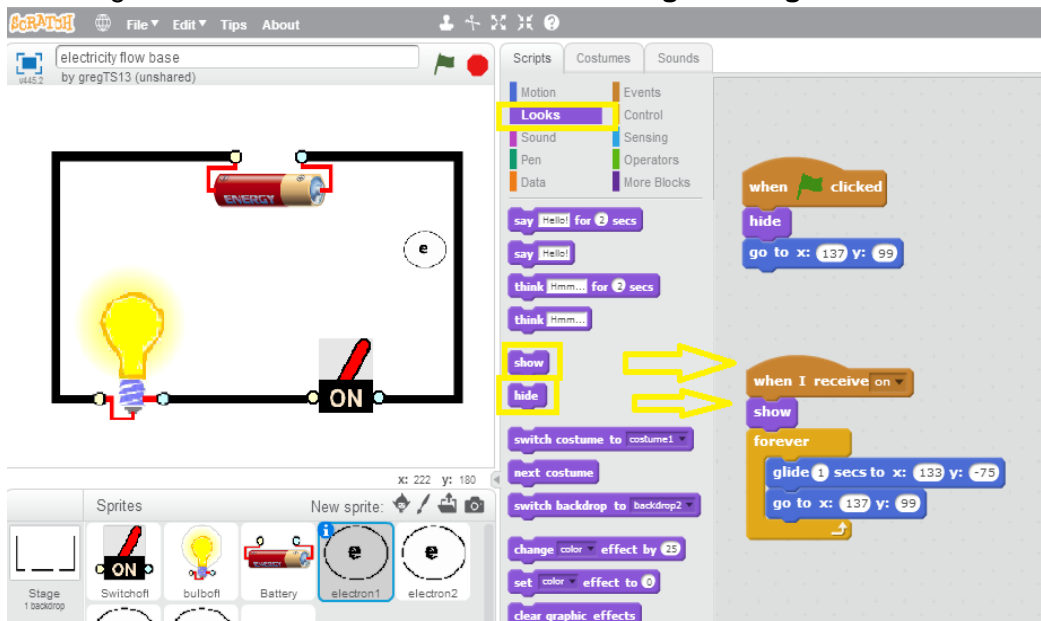 SCRATCH File Edit Tips About
electricity flow base
by gregTS13 (unshared)
v445.2
ENERGY
e
ON
x: 222 y: 180
Sprites New sprite:
Stage
1 backdrop
ON
Switchofl
bulbofl
Battery
e
electron1
e
electron2
Scripts Costumes Sounds
Motion Events
Looks Control
Sound Sensing
Pen Operators
Data More Blocks
say Hello! for 2 secs
say Hello!
think Hmm... for 2 secs
think Hmm...
show
hide
switch costume to costume1
next costume
switch backdrop to backdrop2
change color effect by 25
set color effect to 0
clear graphic effects
when clicked
hide
go to x: 137 y: 99
when I receive on
show
forever
glide 1 secs to x: 133 y: -75
go to x: 137 y: 99